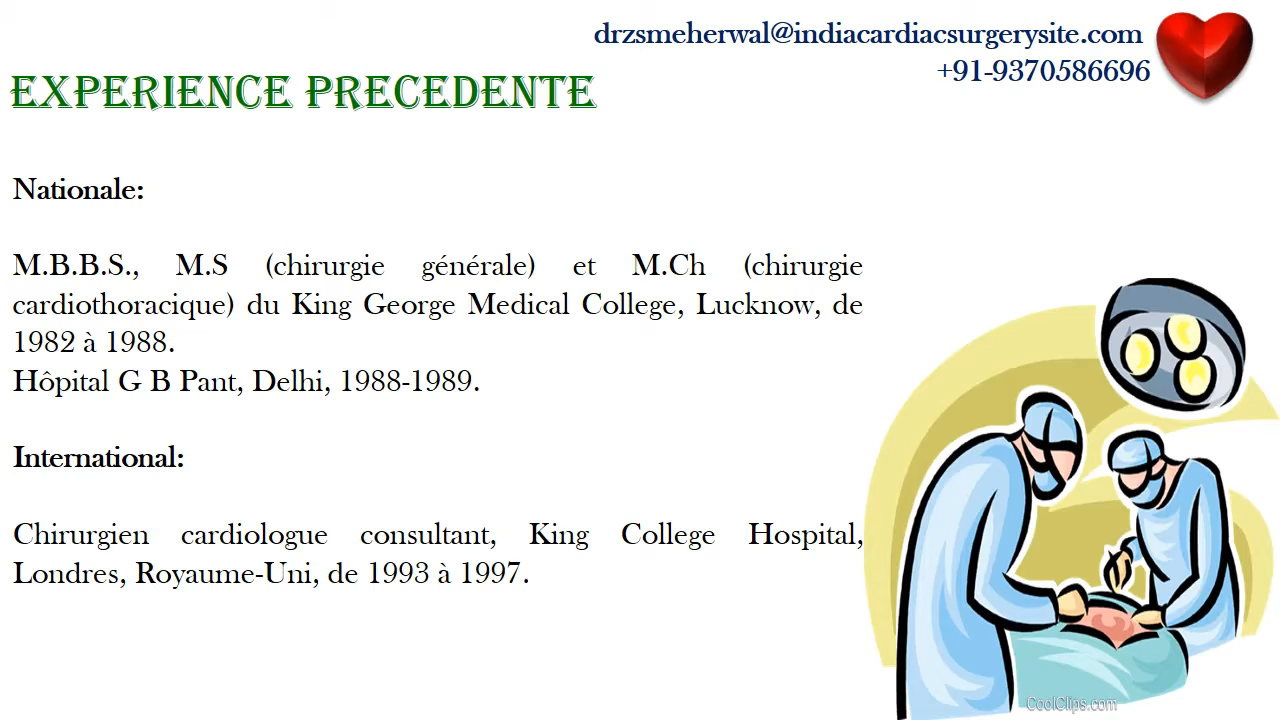 drzsmeherwal@indiacardiacsurgerysite.com
+91-9370586696
EXPERIENCE PRECEDENTE
Nationale:
M.B.B.S., M.S (chirurgie générale) et M.Ch (chirurgie
cardiothoracique) du King George Medical College, Lucknow, de
1982 à 1988.
Hôpital G B Pant, Delhi, 1988-1989.
International:
Chirurgien cardiologue consultant, King College Hospital,
Londres, Royaume-Uni, de 1993 à 1997.
CoolClips.com